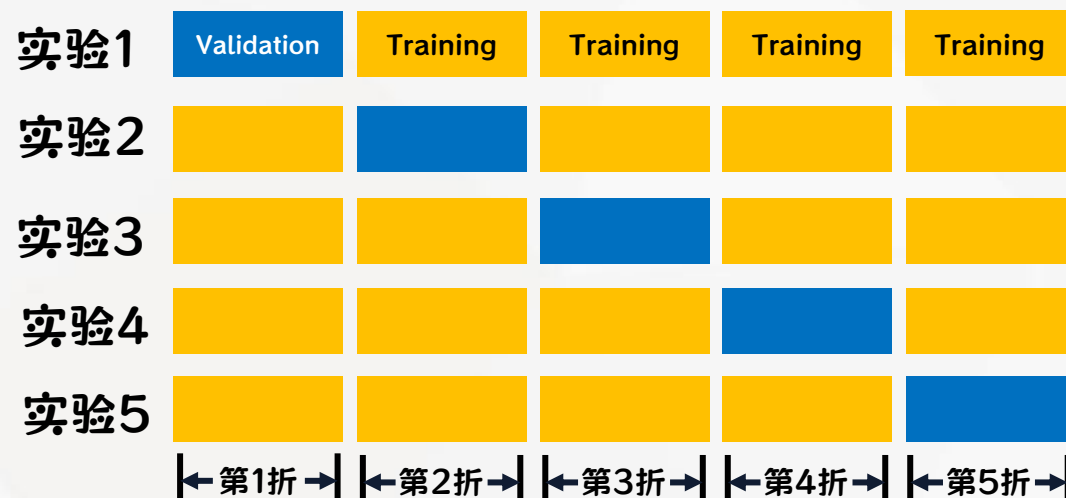 实验1 Validation Training Training Training Training
实验2
实验3
实验4
实验5
第1折 第2折 第3折 第4折 第5折